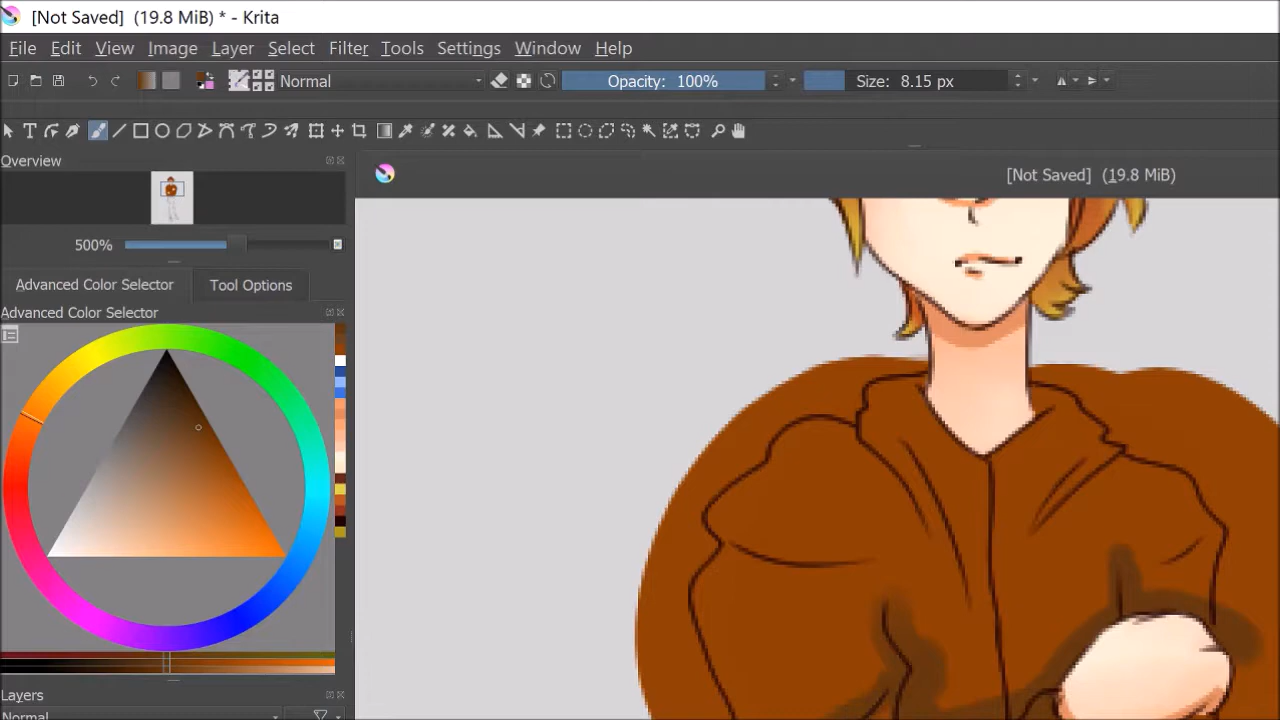 [Not Saved] (19.8 MiB) * - Krita
File Edit View Image Layer Select Filter Tools Settings Window Help
Normal Opacity: 100% Size: 8.15 px
Overview
[Not Saved] (19.8 MiB)
500%
Advanced Color Selector Tool Options
Advanced Color Selector
Layers
Normal